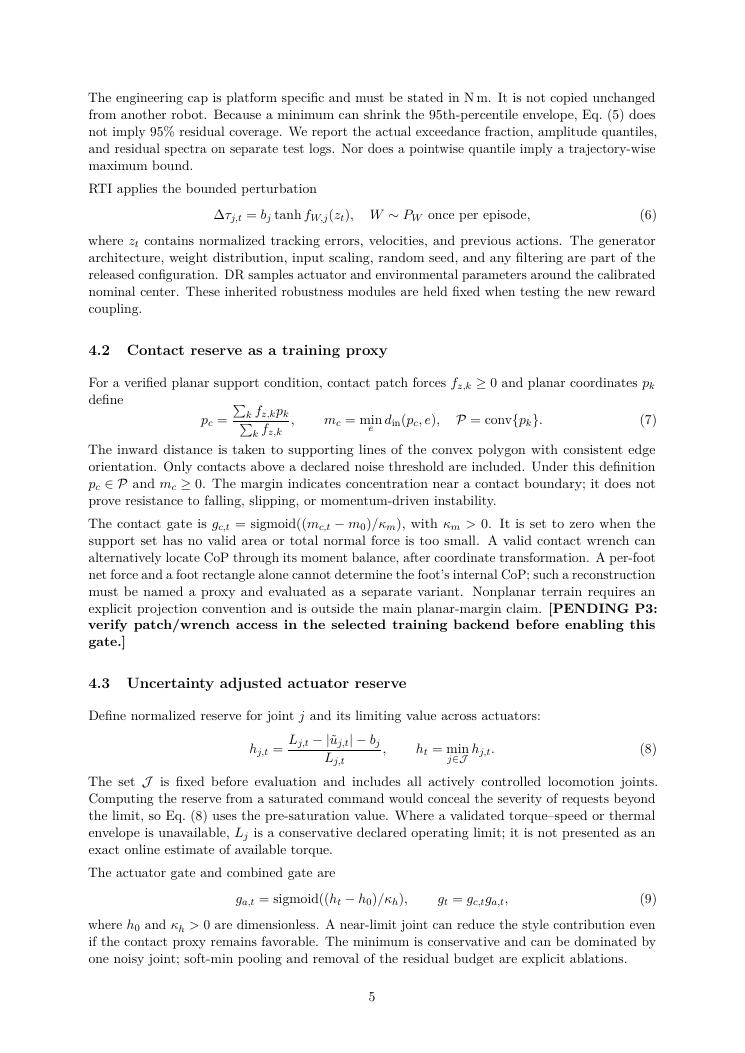 The engineering cap is platform specific and must be stated in N m. It is not copied unchanged
from another robot. Because a minimum can shrink the 95th-percentile envelope, Eq. (5) does
not imply 95% residual coverage. We report the actual exceedance fraction, amplitude quantiles,
and residual spectra on separate test logs. Nor does a pointwise quantile imply a trajectory-wise
maximum bound.
RTI applies the bounded perturbation
Δτ_{j,t} = b_j tanh f_{W,j}(z_t),    W ∼ P_W once per episode,    (6)
where z_t contains normalized tracking errors, velocities, and previous actions. The generator
architecture, weight distribution, input scaling, random seed, and any filtering are part of the
released configuration. DR samples actuator and environmental parameters around the calibrated
nominal center. These inherited robustness modules are held fixed when testing the new reward
coupling.
4.2 Contact reserve as a training proxy
For a verified planar support condition, contact patch forces f_{z,k} ≥ 0 and planar coordinates p_k
define
p_c = \frac{∑_k f_{z,k} p_k}{∑_k f_{z,k}},    m_c = min_e d_in(p_c, e),    𝒫 = conv{p_k}.    (7)
The inward distance is taken to supporting lines of the convex polygon with consistent edge
orientation. Only contacts above a declared noise threshold are included. Under this definition
p_c ∈ 𝒫 and m_c ≥ 0. The margin indicates concentration near a contact boundary; it does not
prove resistance to falling, slipping, or momentum-driven instability.
The contact gate is g_{c,t} = sigmoid((m_{c,t} − m_0)/κ_m), with κ_m > 0. It is set to zero when the
support set has no valid area or total normal force is too small. A valid contact wrench can
alternatively locate CoP through its moment balance, after coordinate transformation. A per-foot
net force and a foot rectangle alone cannot determine the foot's internal CoP; such a reconstruction
must be named a proxy and evaluated as a separate variant. Nonplanar terrain requires an
explicit projection convention and is outside the main planar-margin claim. [PENDING P3:
verify patch/wrench access in the selected training backend before enabling this
gate.]
4.3 Uncertainty adjusted actuator reserve
Define normalized reserve for joint j and its limiting value across actuators:
h_{j,t} = \frac{L_{j,t} − |ũ_{j,t}| − b_j}{L_{j,t}},    h_t = min_{j∈𝒥} h_{j,t}.    (8)
The set 𝒥 is fixed before evaluation and includes all actively controlled locomotion joints.
Computing the reserve from a saturated command would conceal the severity of requests beyond
the limit, so Eq. (8) uses the pre-saturation value. Where a validated torque–speed or thermal
envelope is unavailable, L_j is a conservative declared operating limit; it is not presented as an
exact online estimate of available torque.
The actuator gate and combined gate are
g_{a,t} = sigmoid((h_t − h_0)/κ_h),    g_t = g_{c,t} g_{a,t},    (9)
where h_0 and κ_h > 0 are dimensionless. A near-limit joint can reduce the style contribution even
if the contact proxy remains favorable. The minimum is conservative and can be dominated by
one noisy joint; soft-min pooling and removal of the residual budget are explicit ablations.
5